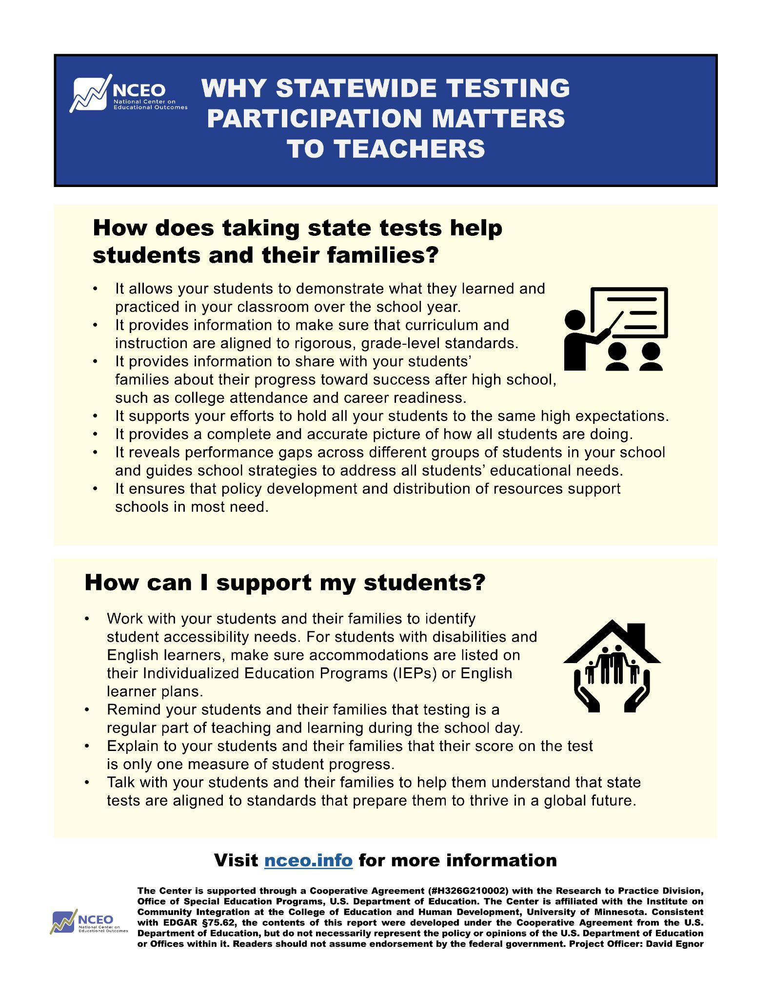 NCEO
National Center on
Educational Outcomes
WHY STATEWIDE TESTING
PARTICIPATION MATTERS
TO TEACHERS
How does taking state tests help
students and their families?
• It allows your students to demonstrate what they learned and
practiced in your classroom over the school year.
• It provides information to make sure that curriculum and
instruction are aligned to rigorous, grade-level standards.
• It provides information to share with your students’
families about their progress toward success after high school,
such as college attendance and career readiness.
• It supports your efforts to hold all your students to the same high expectations.
• It provides a complete and accurate picture of how all students are doing.
• It reveals performance gaps across different groups of students in your school
and guides school strategies to address all students’ educational needs.
• It ensures that policy development and distribution of resources support
schools in most need.
How can I support my students?
• Work with your students and their families to identify
student accessibility needs. For students with disabilities and
English learners, make sure accommodations are listed on
their Individualized Education Programs (IEPs) or English
learner plans.
• Remind your students and their families that testing is a
regular part of teaching and learning during the school day.
• Explain to your students and their families that their score on the test
is only one measure of student progress.
• Talk with your students and their families to help them understand that state
tests are aligned to standards that prepare them to thrive in a global future.
Visit nceo.info for more information
The Center is supported through a Cooperative Agreement (#H326G210002) with the Research to Practice Division,
Office of Special Education Programs, U.S. Department of Education. The Center is affiliated with the Institute on
Community Integration at the College of Education and Human Development, University of Minnesota. Consistent
with EDGAR §75.62, the contents of this report were developed under the Cooperative Agreement from the U.S.
Department of Education, but do not necessarily represent the policy or opinions of the U.S. Department of Education
or Offices within it. Readers should not assume endorsement by the federal government. Project Officer: David Egnor
NCEO
National Center on
Educational Outcomes